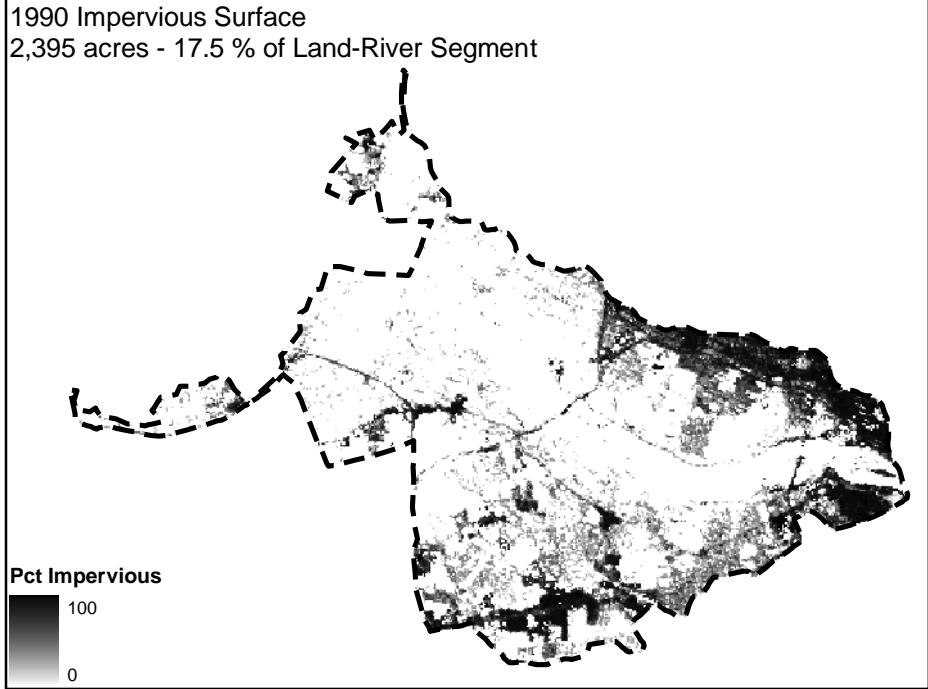 1990 Impervious Surface
2,395 acres - 17.5 % of Land-River Segment
Pct Impervious
100
0